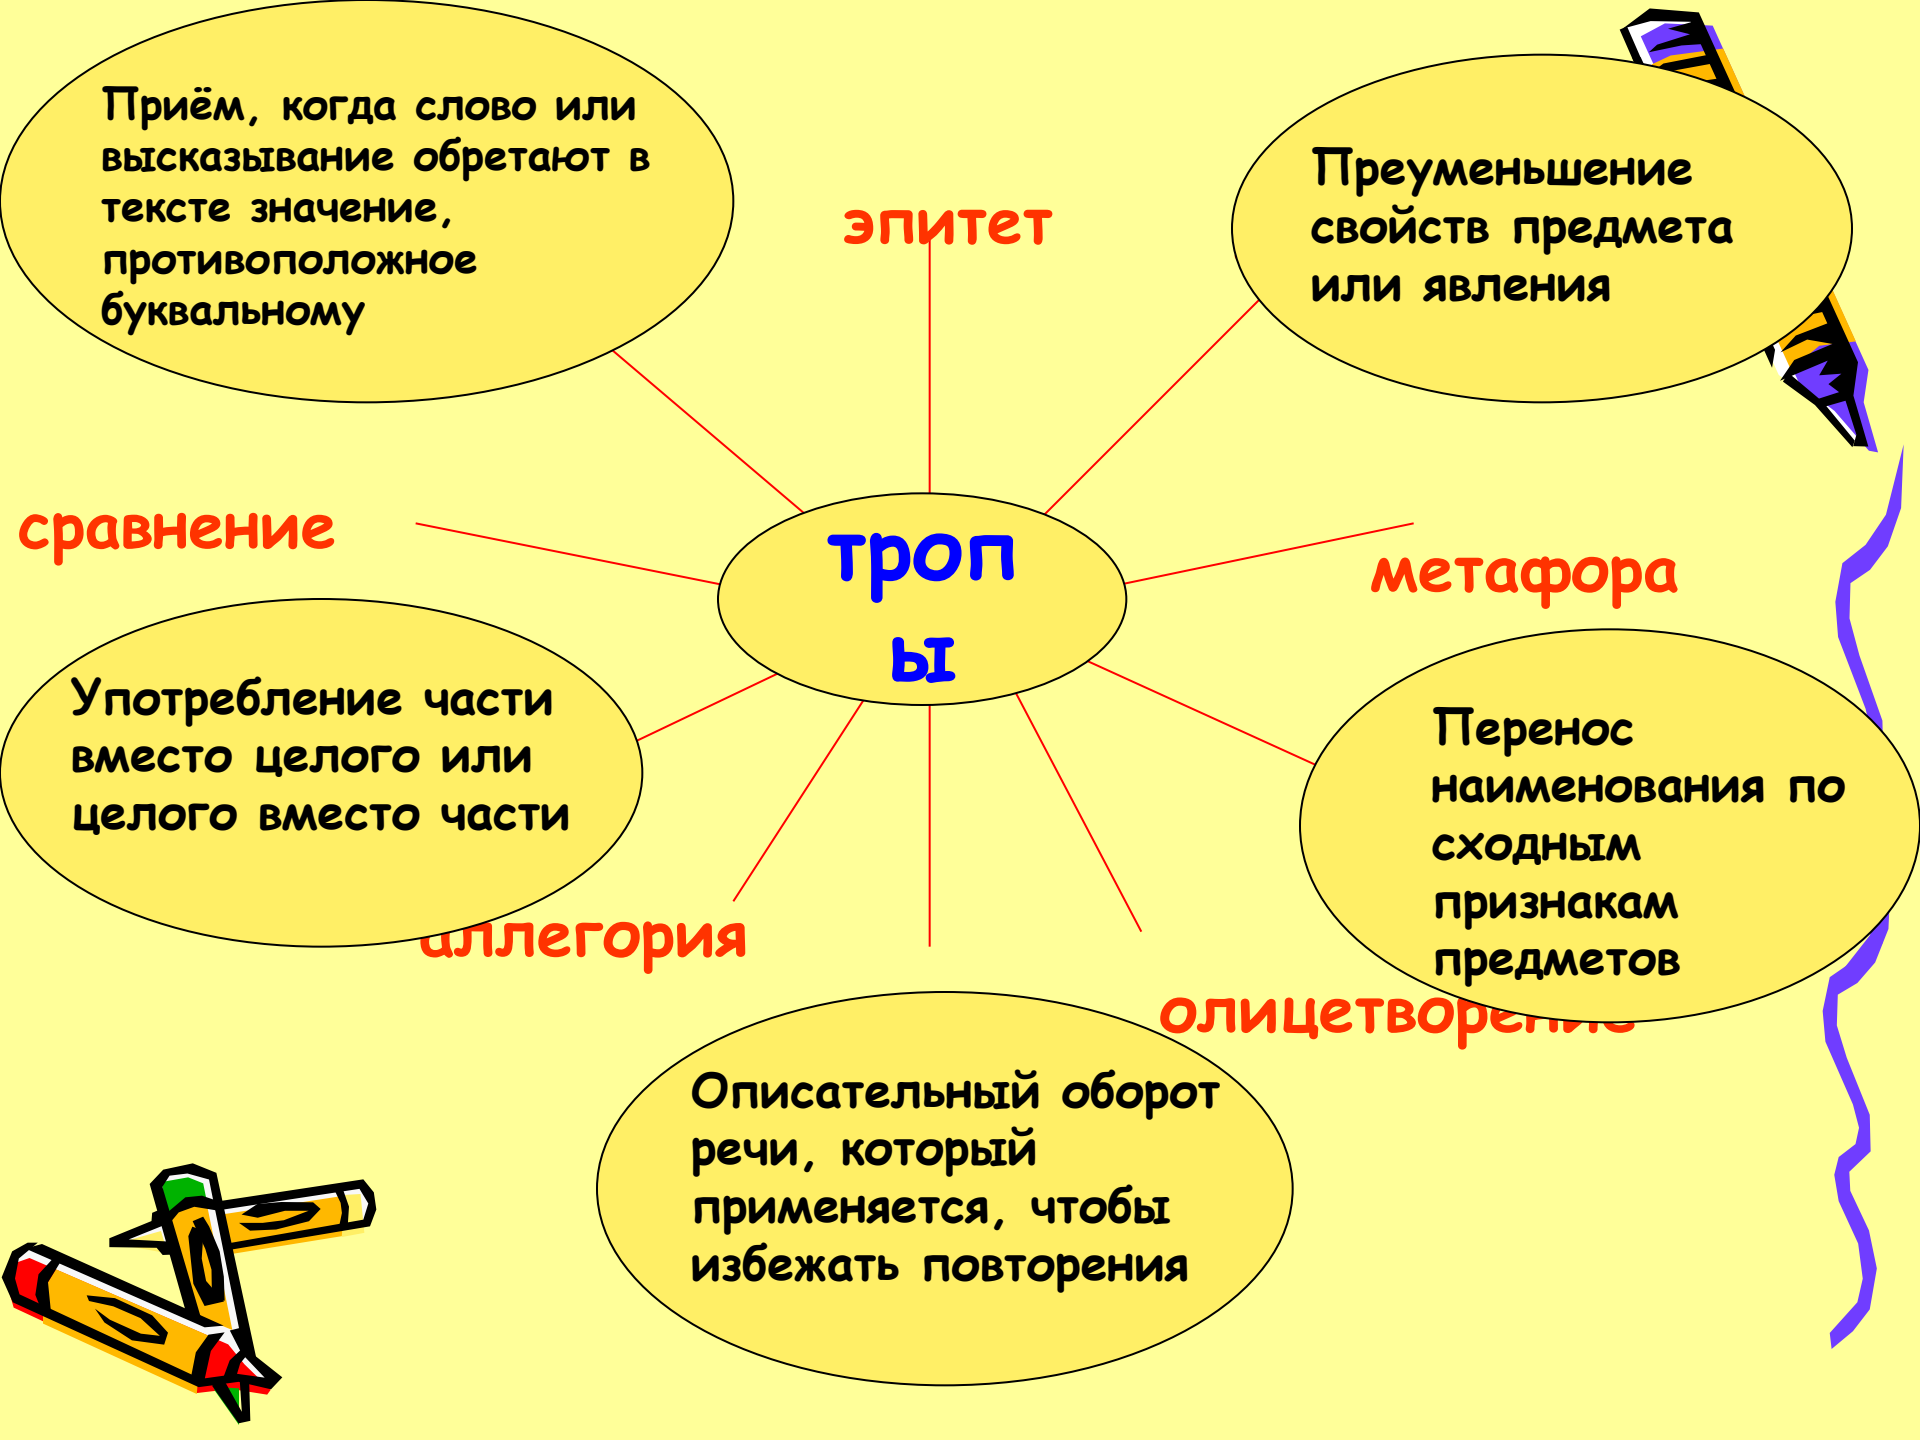 Приём, когда слово или
высказывание обретают в
тексте значение,
противоположное
буквальному
эпитет
Преуменьшение
свойств предмета
или явления
сравнение
троп
ы
метафора
Употребление части
вместо целого или
целого вместо части
Перенос
наименования по
сходным
признакам
предметов
аллегория
олицетворение
Описательный оборот
речи, который
применяется, чтобы
избежать повторения